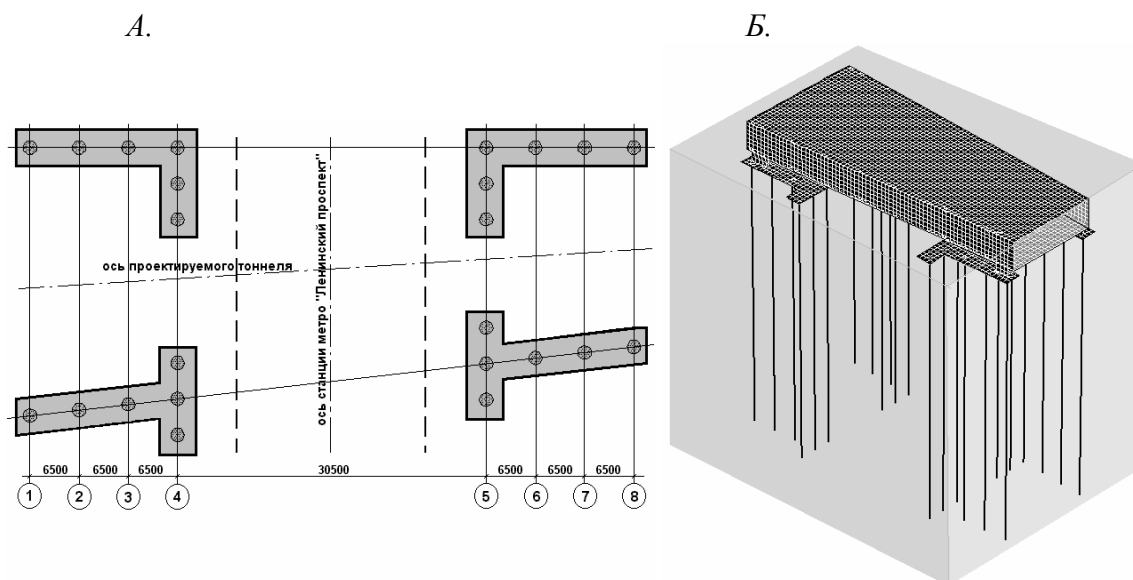 А.
Б.
ось проектируемого тоннеля
ось станции метро "Ленинский проспект"
6500 6500 6500 30500 6500 6500 6500
1 2 3 4 5 6 7 8